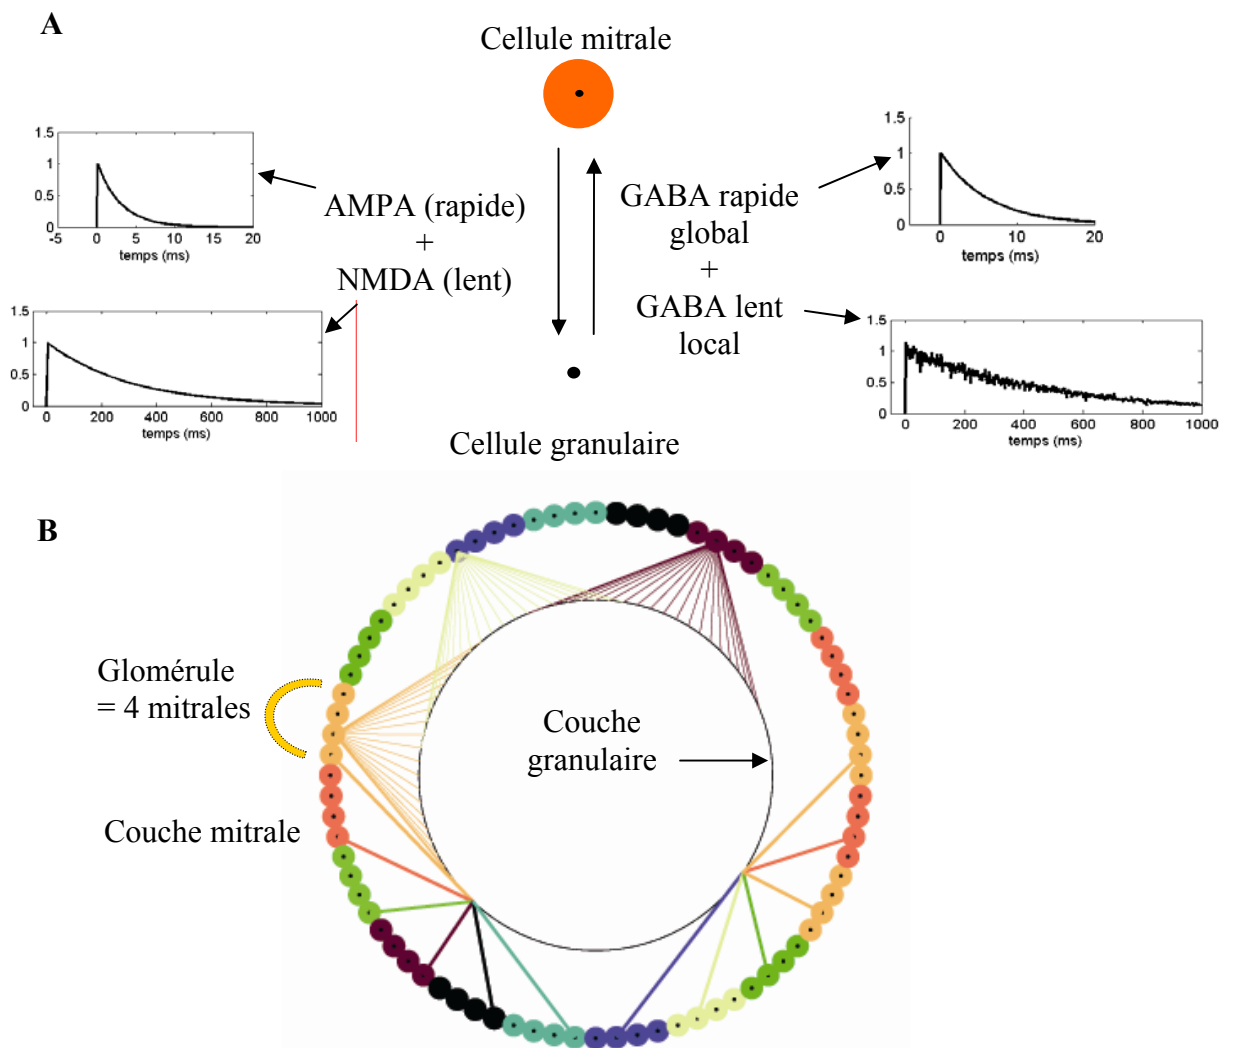 A
Cellule mitrale
1.5
1
0.5
0
-5 0 5 10 15 20
temps (ms)
AMPA (rapide)
+
NMDA (lent)
1.5
1
0.5
0
0 200 400 600 800 1000
temps (ms)
GABA rapide
global
+
GABA lent
local
1.5
1
0.5
0
0 10 20
temps (ms)
1.5
1
0.5
0
0 200 400 600 800 1000
temps (ms)
Cellule granulaire
B
Glomérule
= 4 mitrales
Couche
granulaire
Couche mitrale